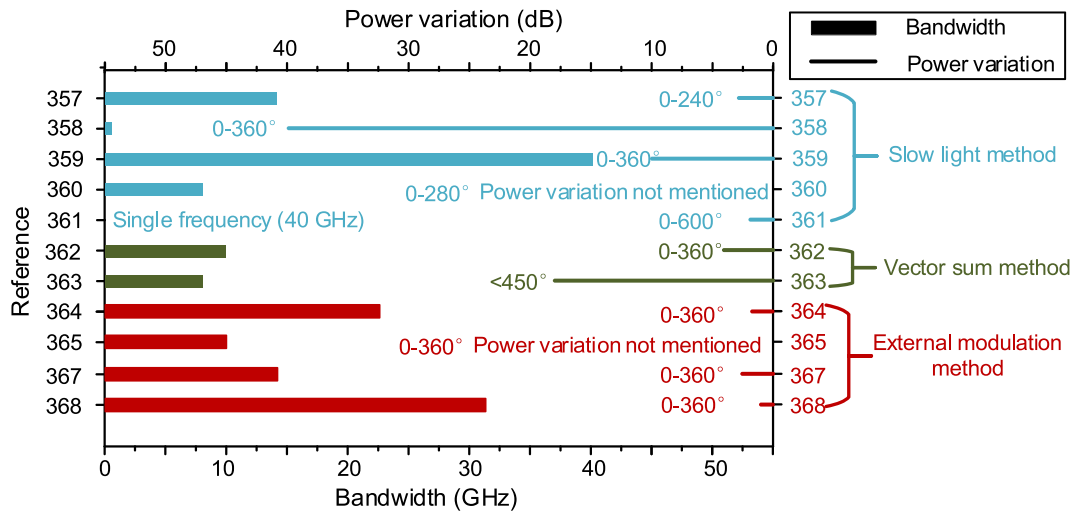 Power variation (dB)
50 40 30 20 10 0
Bandwidth
Power variation
Reference
357 0-240° 357
358 0-360° 358
359 0-360° 359
360 0-280° Power variation not mentioned 360
361 Single frequency (40 GHz) 0-600° 361
Slow light method
362 0-360° 362
363 <450° 363
Vector sum method
364 0-360° 364
365 0-360° Power variation not mentioned 365
367 0-360° 367
368 0-360° 368
External modulation
method
0 10 20 30 40 50
Bandwidth (GHz)